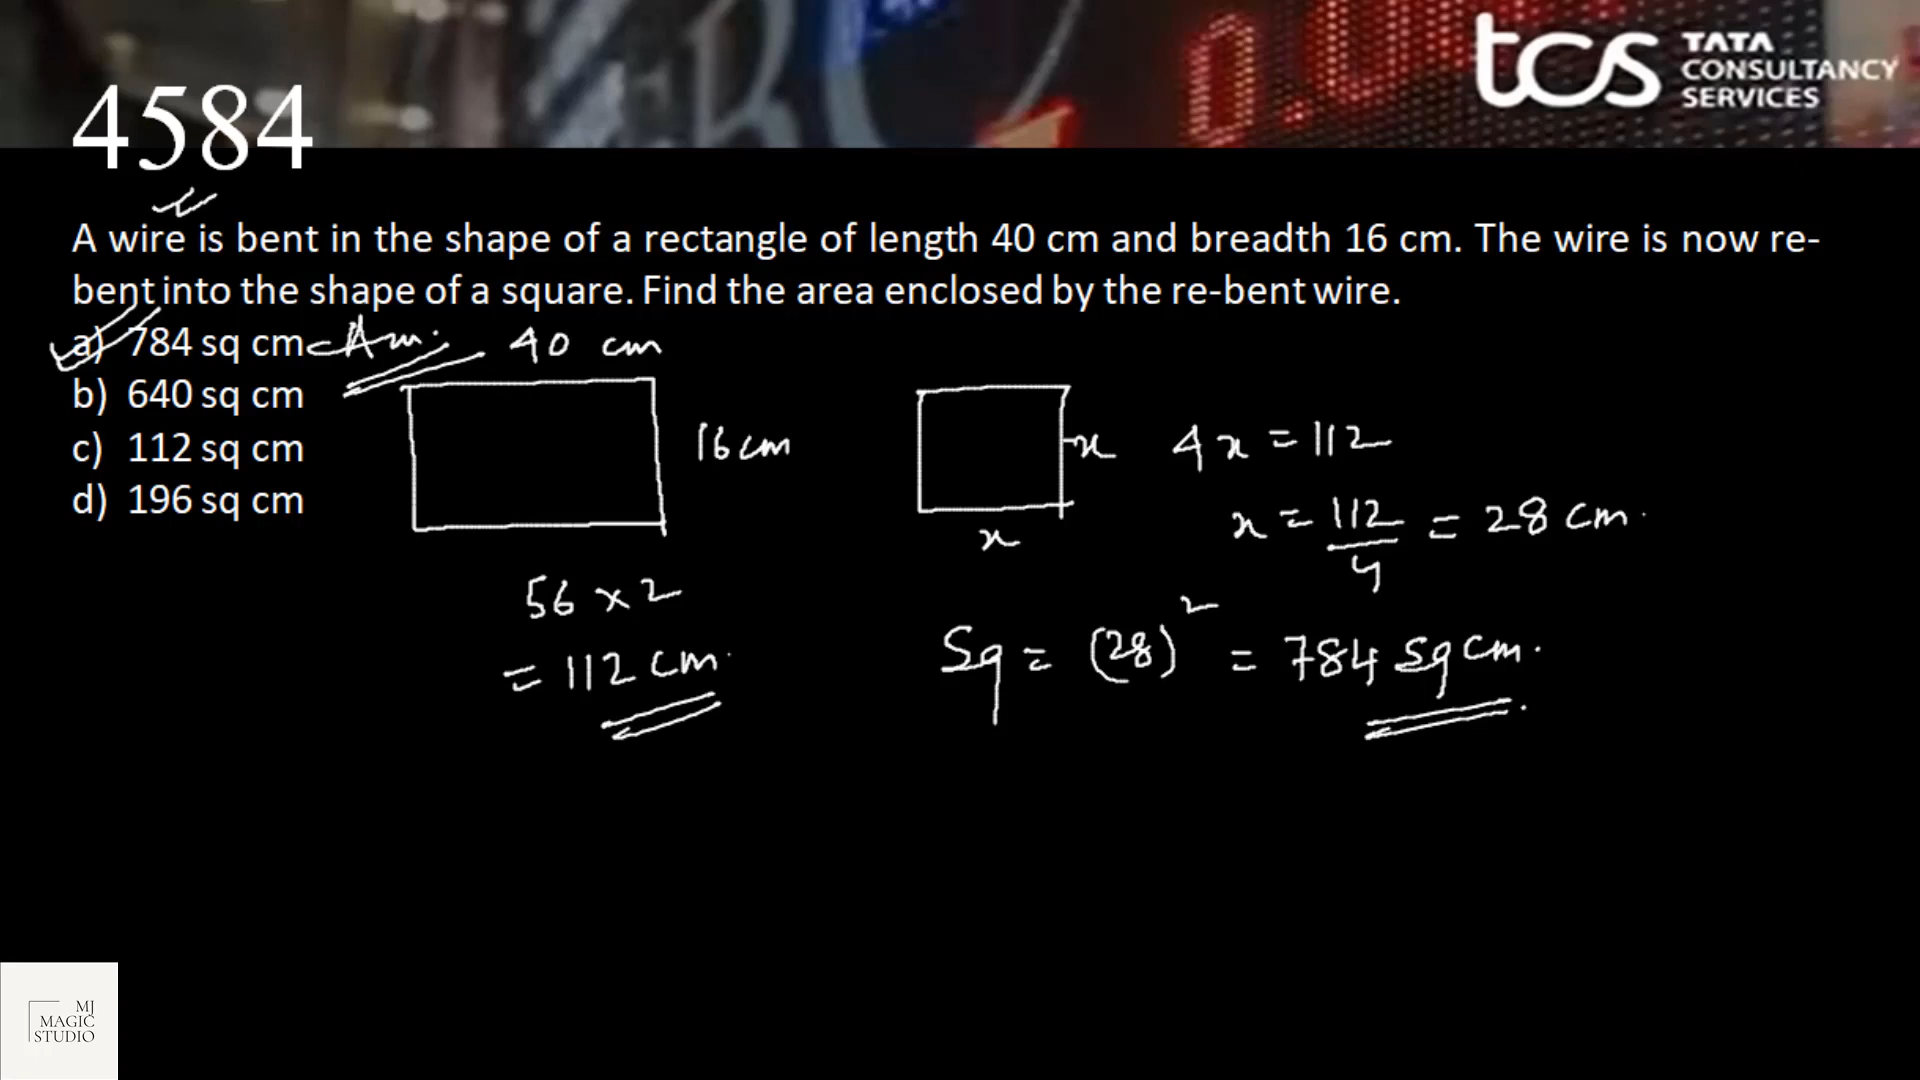 tcs TATA
CONSULTANCY
SERVICES
4584
A wire is bent in the shape of a rectangle of length 40 cm and breadth 16 cm. The wire is now re-
bent into the shape of a square. Find the area enclosed by the re-bent wire.
a) 784 sq cm Ans.
b) 640 sq cm
c) 112 sq cm
d) 196 sq cm
40 cm
16 cm
56 × 2
= 112 cm.
x
x
4x = 112
x = 112/4 = 28 cm.
Sq = (28)² = 784 sq cm.
MJ
MAGIC
STUDIO